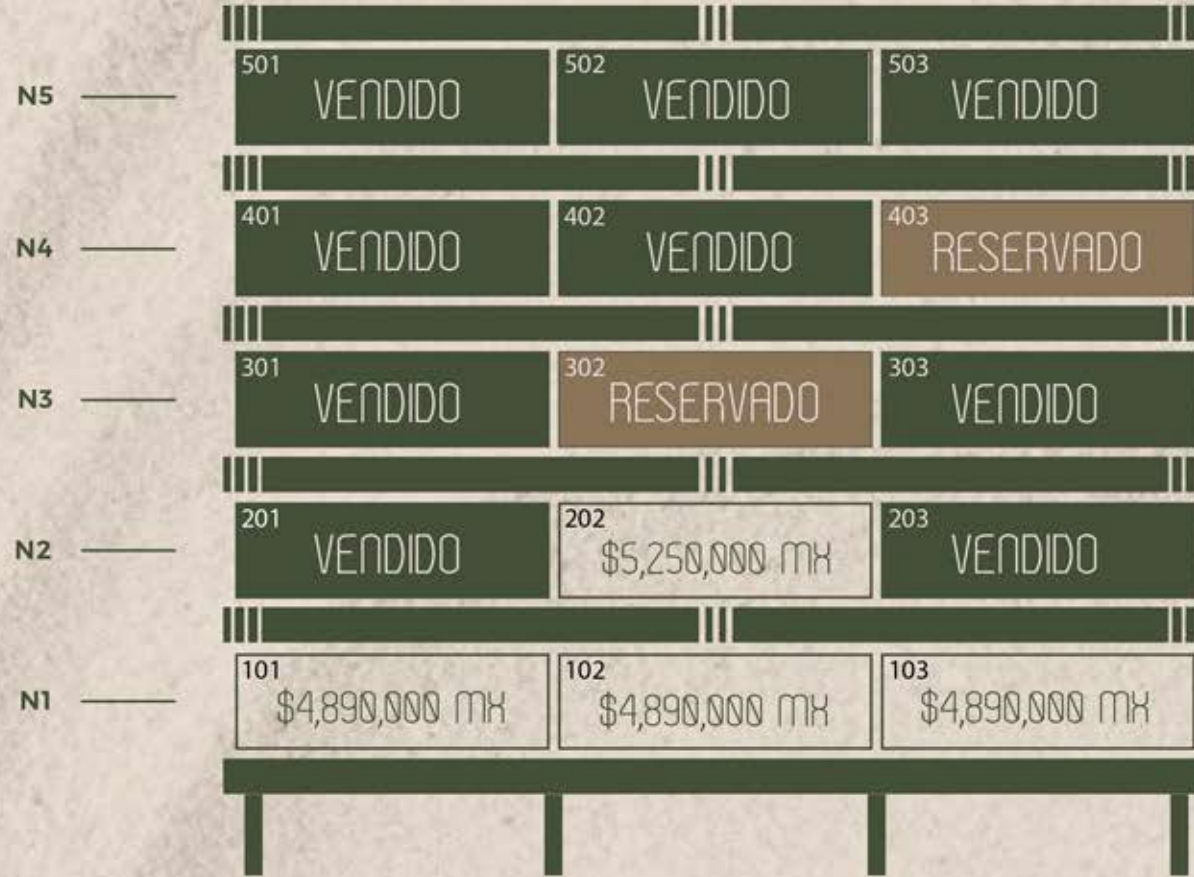 N5
501
VENDIDO
502
VENDIDO
503
VENDIDO
N4
401
VENDIDO
402
VENDIDO
403
RESERVADO
N3
301
VENDIDO
302
RESERVADO
303
VENDIDO
N2
201
VENDIDO
202
$5,250,000 MX
203
VENDIDO
N1
101
$4,890,000 MX
102
$4,890,000 MX
103
$4,890,000 MX